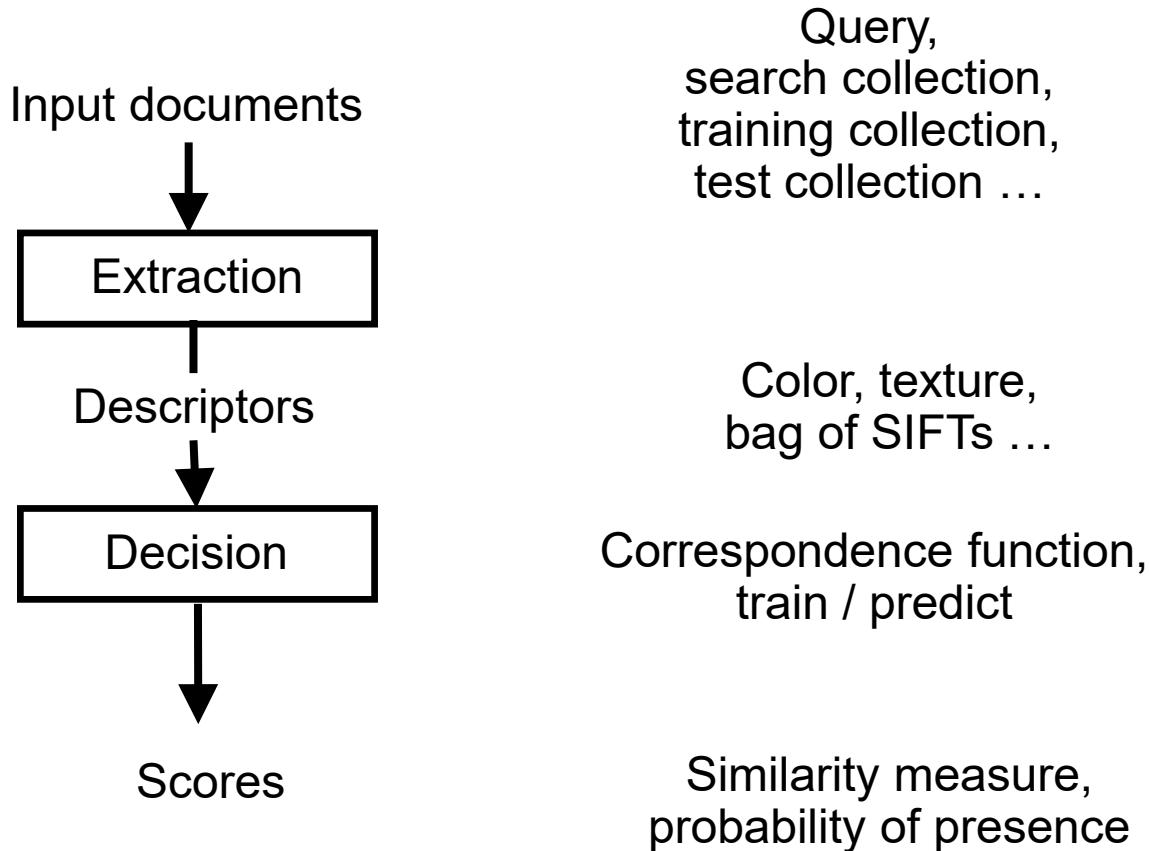 Input documents
Query,
search collection,
training collection,
test collection …
Extraction
Descriptors
Color, texture,
bag of SIFTs …
Decision
Correspondence function,
train / predict
Scores
Similarity measure,
probability of presence